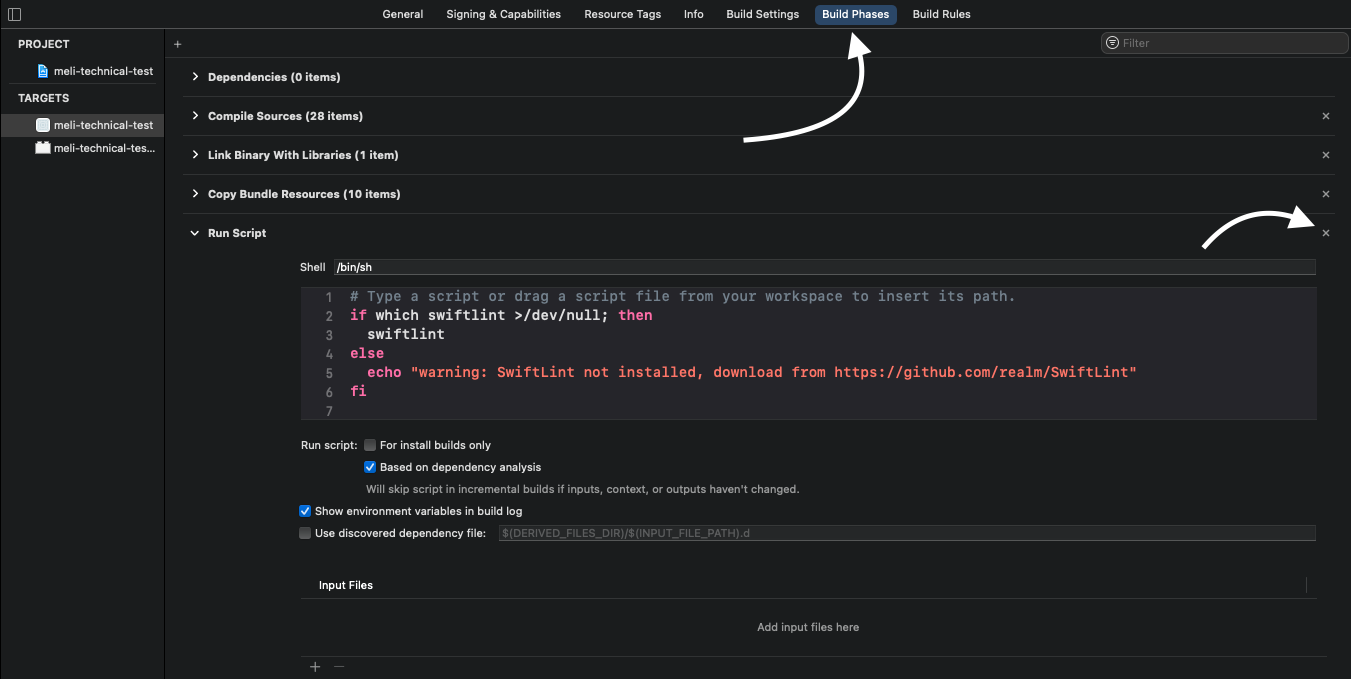 General Signing & Capabilities Resource Tags Info Build Settings Build Phases Build Rules
PROJECT
meli-technical-test
TARGETS
meli-technical-test
meli-technical-tes...
+
Filter
Dependencies (0 items)
Compile Sources (28 items)
Link Binary With Libraries (1 item)
Copy Bundle Resources (10 items)
Run Script
Shell /bin/sh
1 # Type a script or drag a script file from your workspace to insert its path.
2 if which swiftlint >/dev/null; then
3 swiftlint
4 else
5 echo "warning: SwiftLint not installed, download from https://github.com/realm/SwiftLint"
6 fi
7
Run script: For install builds only
Based on dependency analysis
Will skip script in incremental builds if inputs, context, or outputs haven't changed.
Show environment variables in build log
Use discovered dependency file: $(DERIVED_FILES_DIR)/$(INPUT_FILE_PATH).d
Input Files
Add input files here
+ −